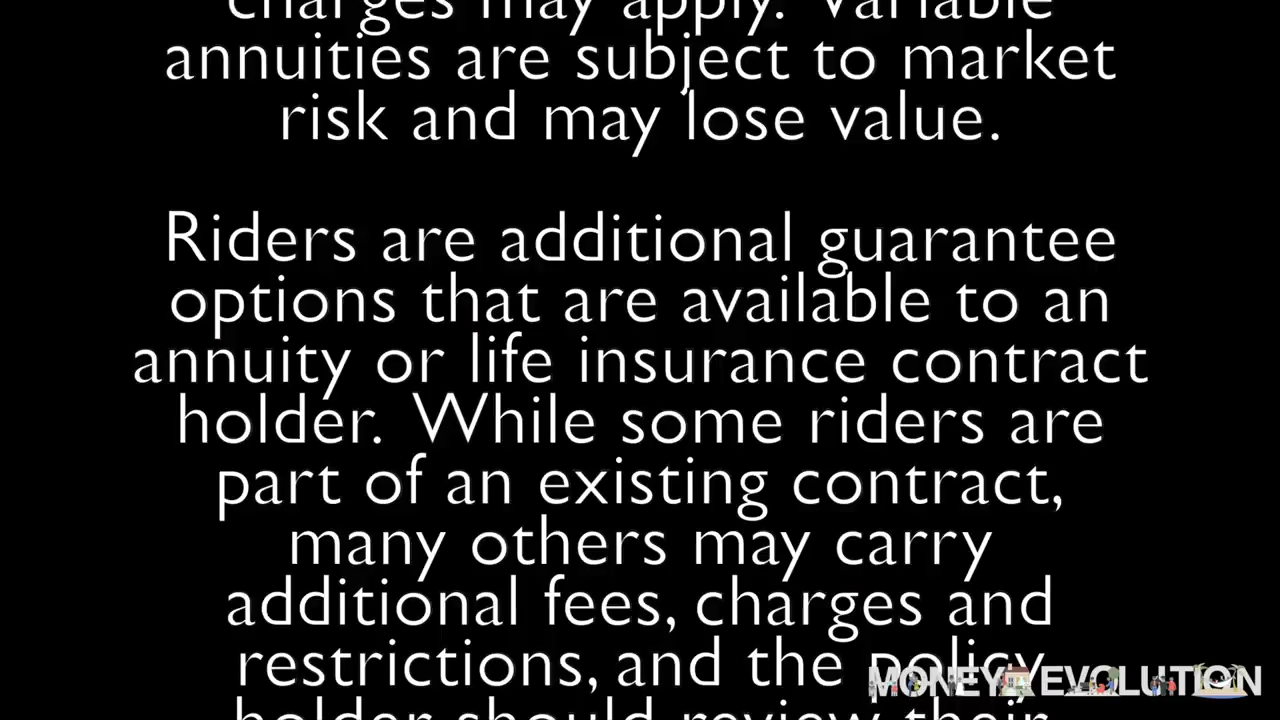 charges may apply. Variable
annuities are subject to market
risk and may lose value.
Riders are additional guarantee
options that are available to an
annuity or life insurance contract
holder. While some riders are
part of an existing contract,
many others may carry
additional fees, charges and
restrictions, and the policy
holder should review their
MONEY EVOLUTION